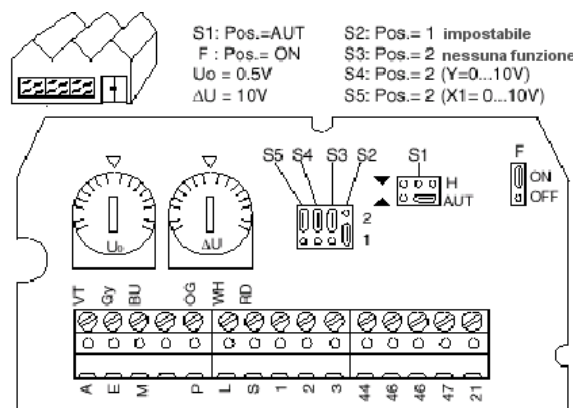 S1: Pos.=AUT S2: Pos.= 1 impostabile
F : Pos.= ON S3: Pos.= 2 nessuna funzione
Uo = 0.5V S4: Pos.= 2 (Y=0...10V)
ΔU = 10V S5: Pos.= 2 (X1= 0...10V)
S5 S4 S3 S2 S1 F
H ON
AUT OFF
2
1
Uo ΔU
VT Gy BU OG WH RD
A E M P L S 1 2 3 44 46 46 47 21